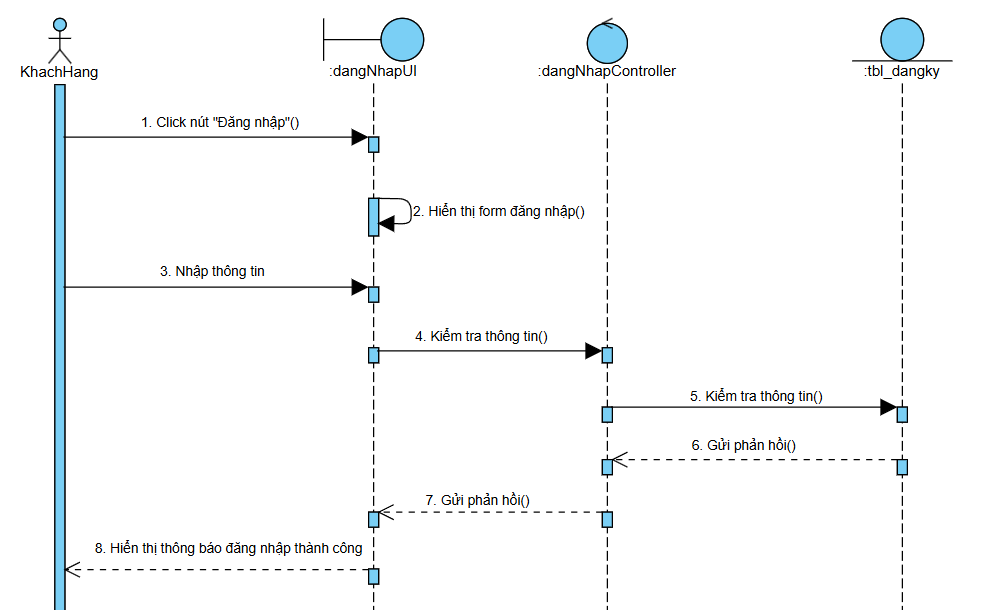 KhachHang
:dangNhapUI
:dangNhapController
:tbl_dangky
1. Click nút "Đăng nhập"()
2. Hiển thị form đăng nhập()
3. Nhập thông tin
4. Kiểm tra thông tin()
5. Kiểm tra thông tin()
6. Gửi phản hồi()
7. Gửi phản hồi()
8. Hiển thị thông báo đăng nhập thành công